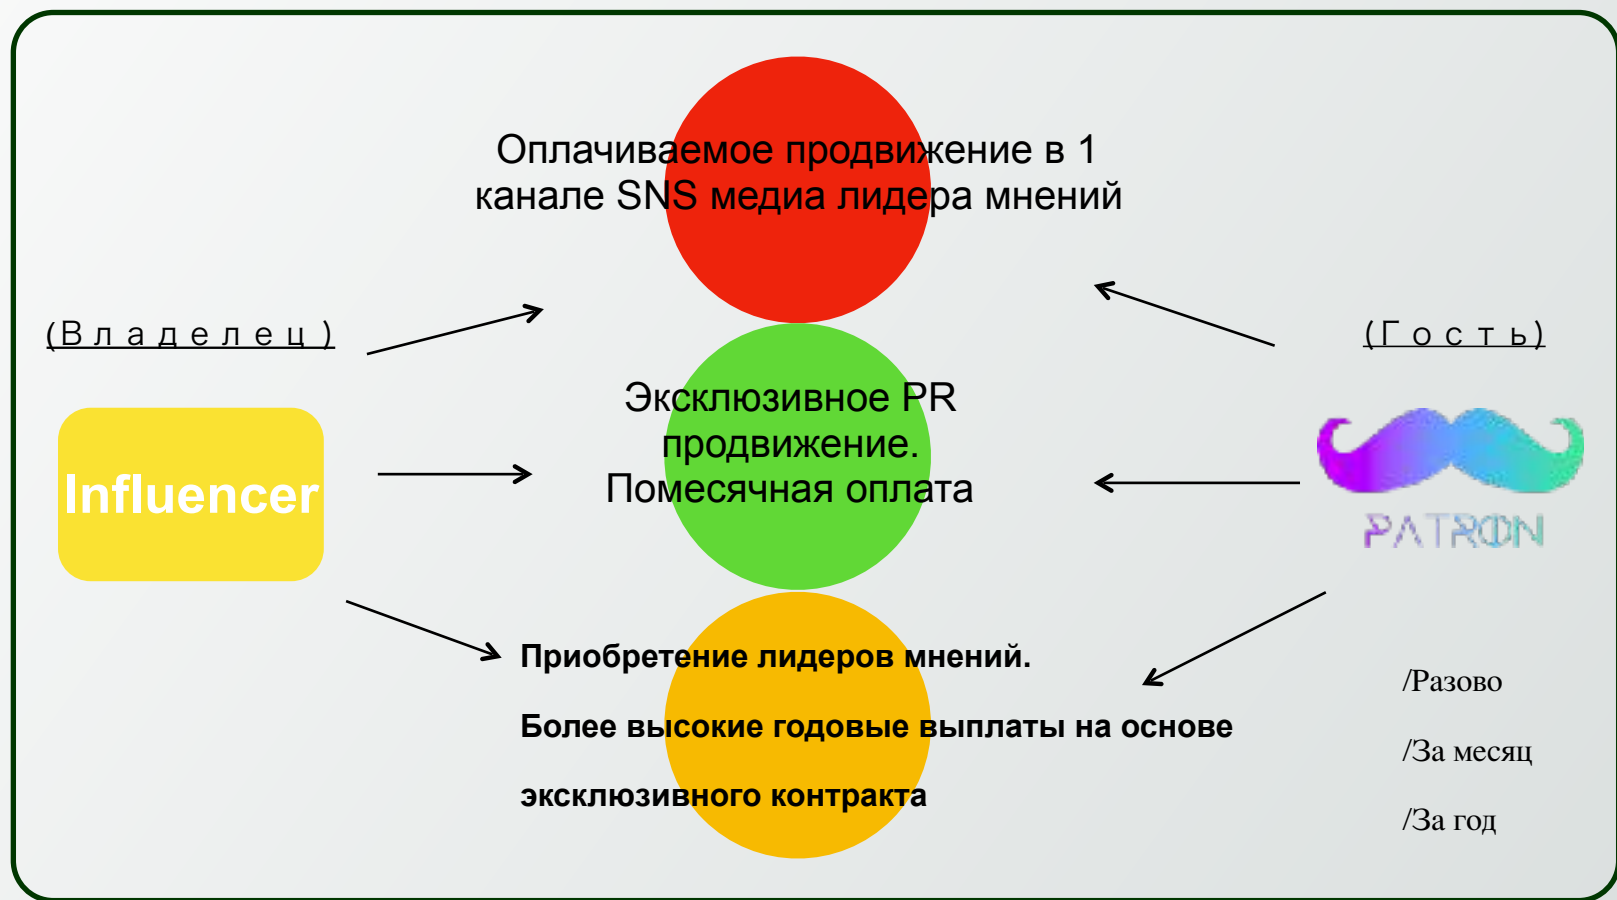 Оплачиваемое продвижение в 1
канале SNS медиа лидера мнений
(Владелец)
(Гость)
Эксклюзивное PR
продвижение.
Помесячная оплата
Influencer
PATRON
Приобретение лидеров мнений.
Более высокие годовые выплаты на основе
эксклюзивного контракта
/Разово
/За месяц
/За год